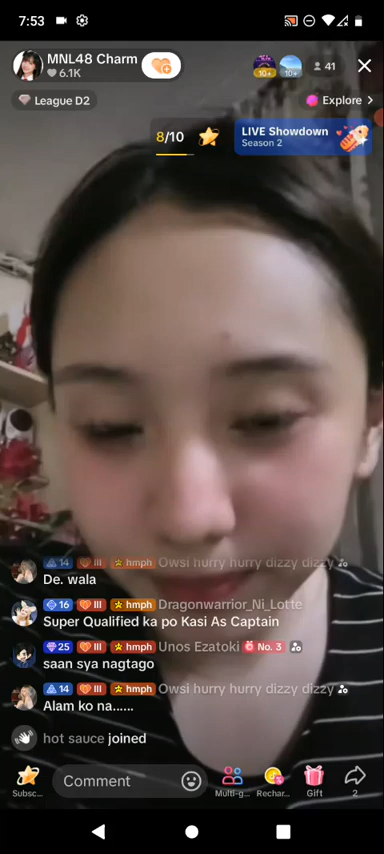 7:53
MNL48 Charm
6.1K
10+
10+
41
League D2
Explore >
8/10
LIVE Showdown
Season 2
14 III hmph Owsi hurry hurry dizzy dizzy
De. wala
16 III hmph Dragonwarrior_Ni_Lotte
Super Qualified ka po Kasi As Captain
25 III hmph Unos Ezatoki No. 3
saan sya nagtago
14 III hmph Owsi hurry hurry dizzy dizzy
Alam ko na......
hot sauce joined
Comment
Subsc... Multi-g... Rechar... Gift 2